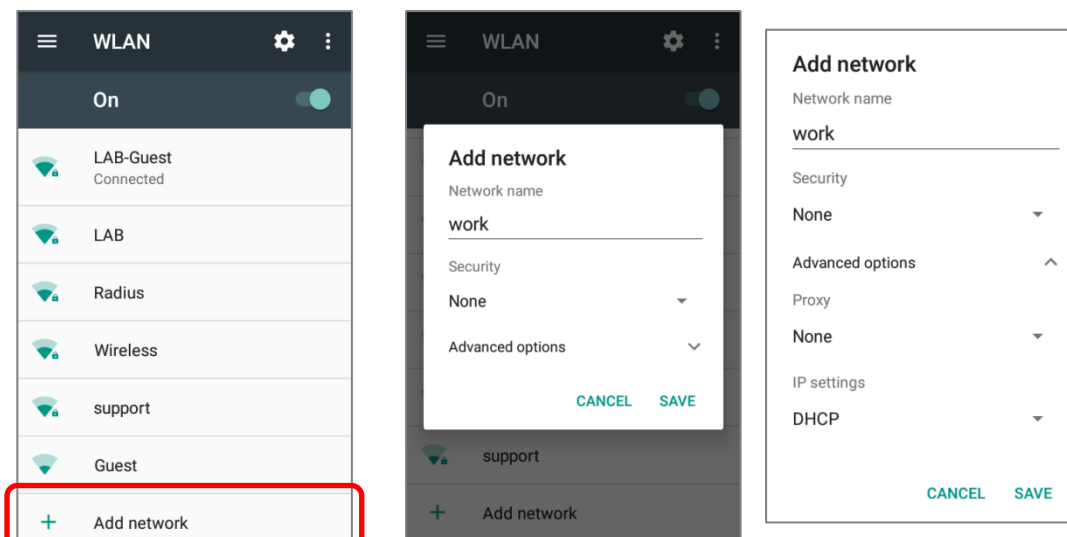 WLAN
On
LAB-Guest
Connected
LAB
Radius
Wireless
support
Guest
Add network
WLAN
On
Add network
Network name
work
Security
None
Advanced options
CANCEL SAVE
support
Add network
Add network
Network name
work
Security
None
Advanced options
Proxy
None
IP settings
DHCP
CANCEL SAVE